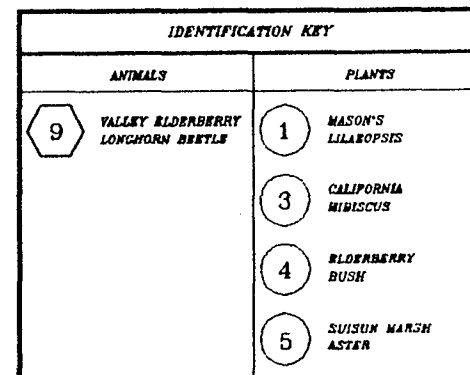 IDENTIFICATION KEY
ANIMALS
PLANTS
9 VALLEY ELDERBERRY
LONGHORN BEETLE
1 MASON'S
LILAEOPSIS
3 CALIFORNIA
HIBISCUS
4 ELDERBERRY
BUSH
5 SUISUN MARSH
ASTER